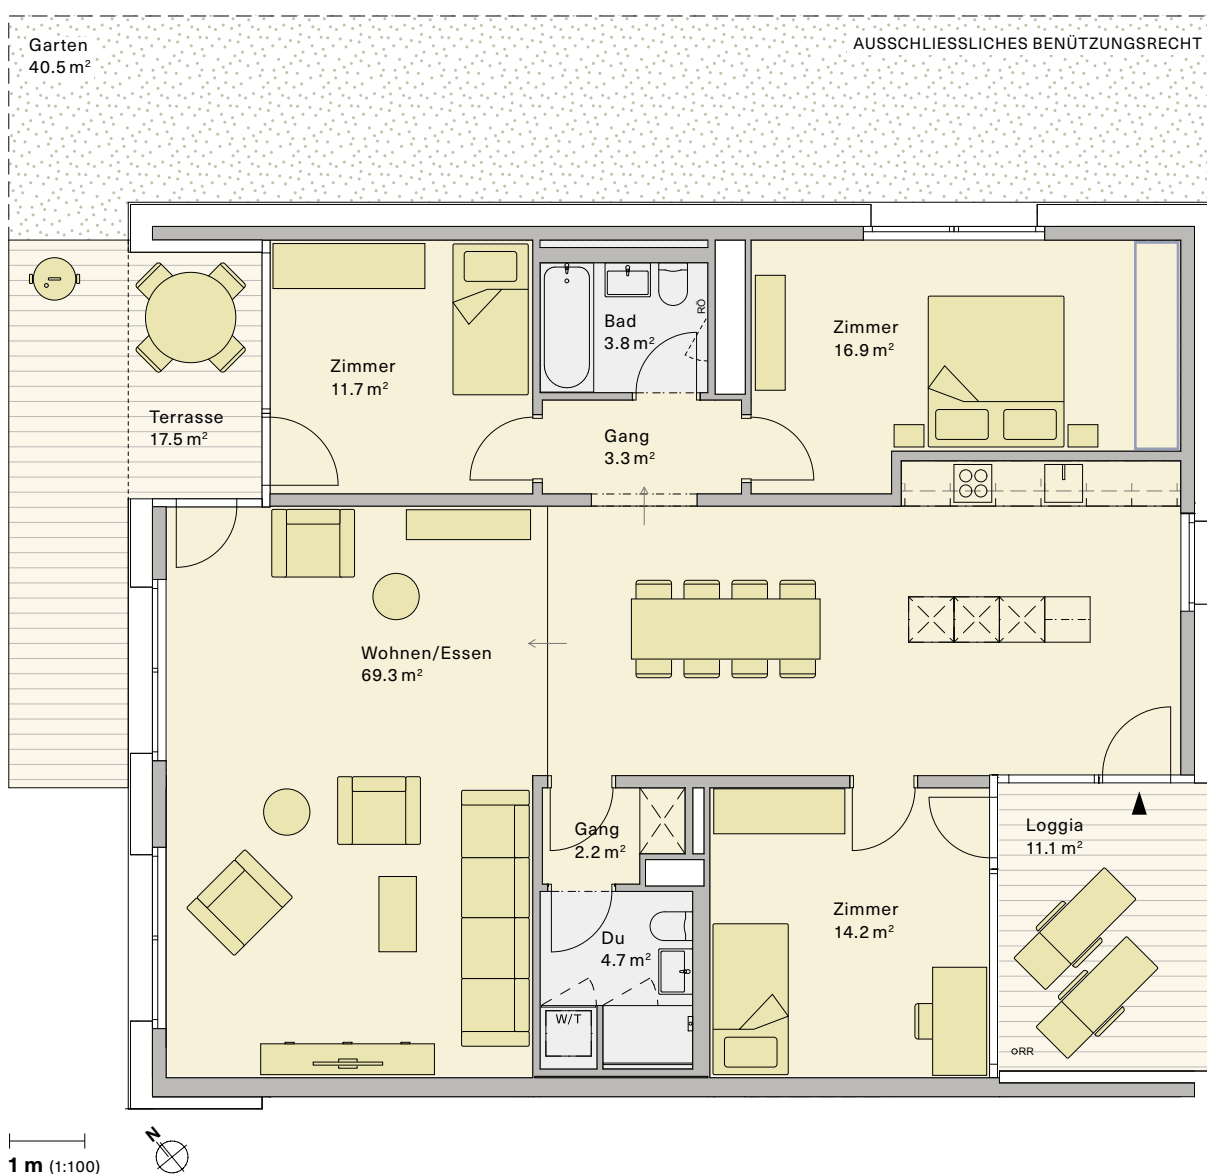 Garten
40.5 m²
AUSSCHLIESSLICHES BENÜTZUNGSRECHT
Bad
3.8 m²
RÖ
Zimmer
16.9 m²
Zimmer
11.7 m²
Terrasse
17.5 m²
Gang
3.3 m²
Wohnen/Essen
69.3 m²
Gang
2.2 m²
Loggia
11.1 m²
Zimmer
14.2 m²
Du
4.7 m²
W/T
RR
N
1 m (1:100)